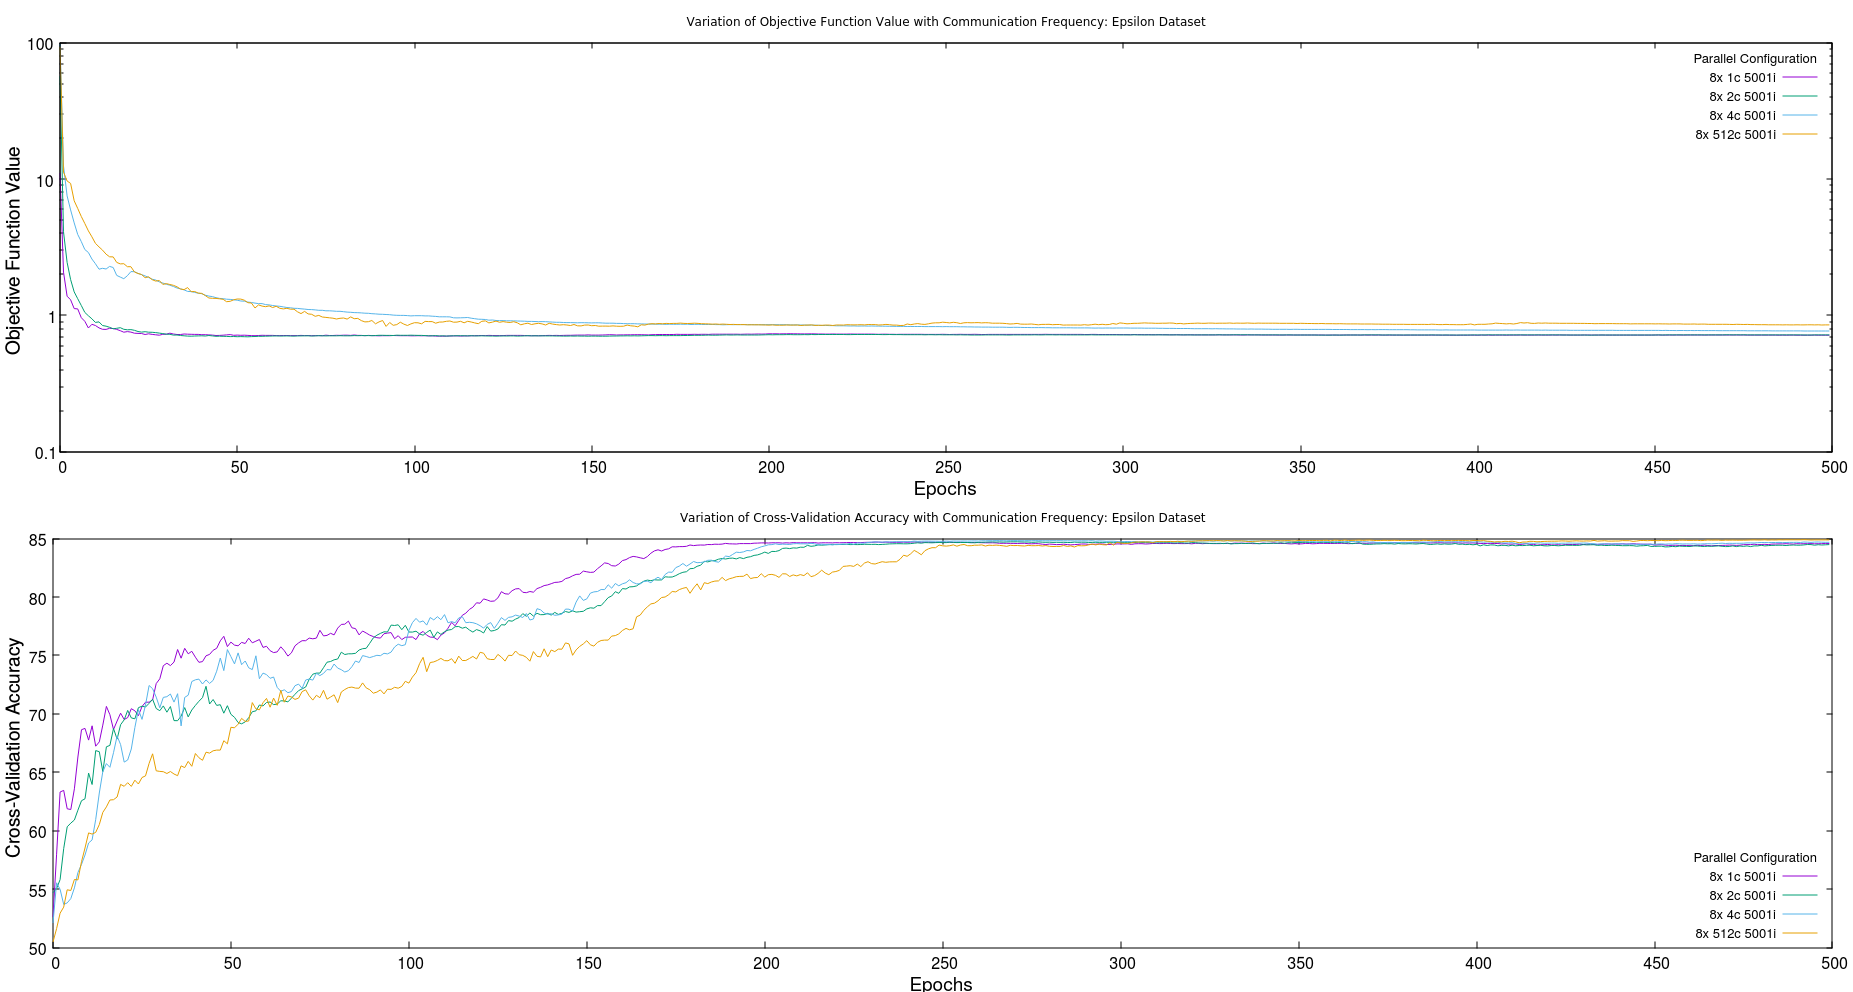 Variation of Objective Function Value with Communication Frequency: Epsilon Dataset
100
10
1
0.1
Objective Function Value
Parallel Configuration
8x 1c 5001i
8x 2c 5001i
8x 4c 5001i
8x 512c 5001i
0 50 100 150 200 250 300 350 400 450 500
Epochs
Variation of Cross-Validation Accuracy with Communication Frequency: Epsilon Dataset
85
80
75
70
65
60
55
50
Cross-Validation Accuracy
Parallel Configuration
8x 1c 5001i
8x 2c 5001i
8x 4c 5001i
8x 512c 5001i
0 50 100 150 200 250 300 350 400 450 500
Epochs